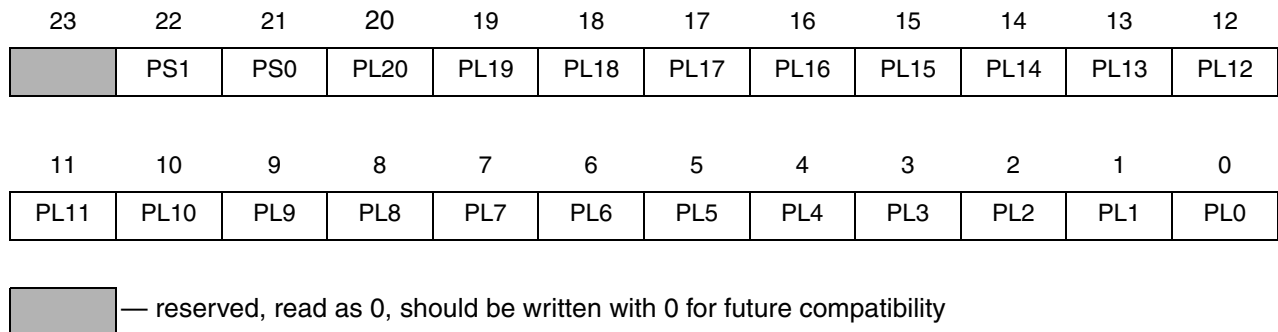 23 22 21 20 19 18 17 16 15 14 13 12
PS1 PS0 PL20 PL19 PL18 PL17 PL16 PL15 PL14 PL13 PL12
11 10 9 8 7 6 5 4 3 2 1 0
PL11 PL10 PL9 PL8 PL7 PL6 PL5 PL4 PL3 PL2 PL1 PL0
— reserved, read as 0, should be written with 0 for future compatibility